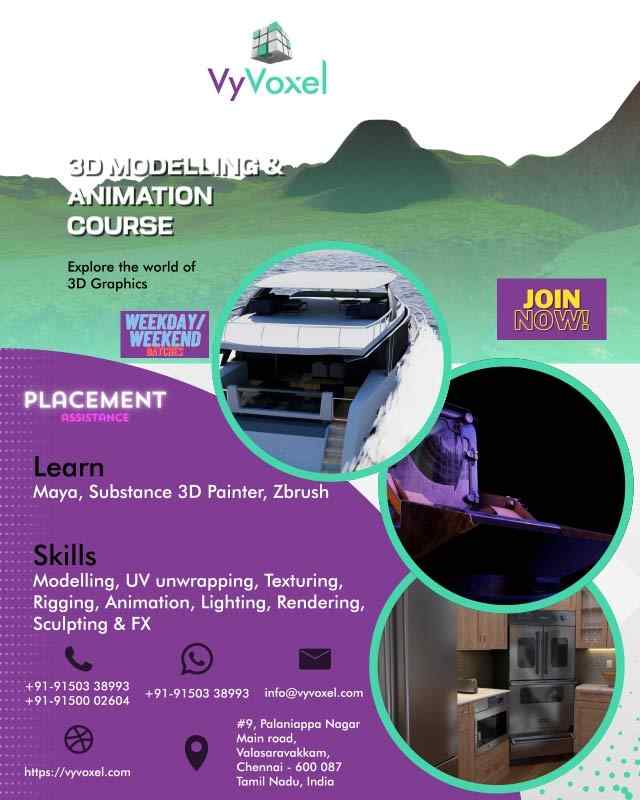 VyVoxel
3D MODELLING &
ANIMATION
COURSE
Explore the world of
3D Graphics
WEEKDAY/
WEEKEND
BATCHES
JOIN
NOW!
PLACEMENT
ASSISTANCE
Learn
Maya, Substance 3D Painter, Zbrush
Skills
Modelling, UV unwrapping, Texturing,
Rigging, Animation, Lighting, Rendering,
Sculpting & FX
+91-91503 38993
+91-91500 02604
+91-91503 38993
info@vyvoxel.com
https://vyvoxel.com
#9, Palaniappa Nagar
Main road,
Valasaravakkam,
Chennai - 600 087
Tamil Nadu, India